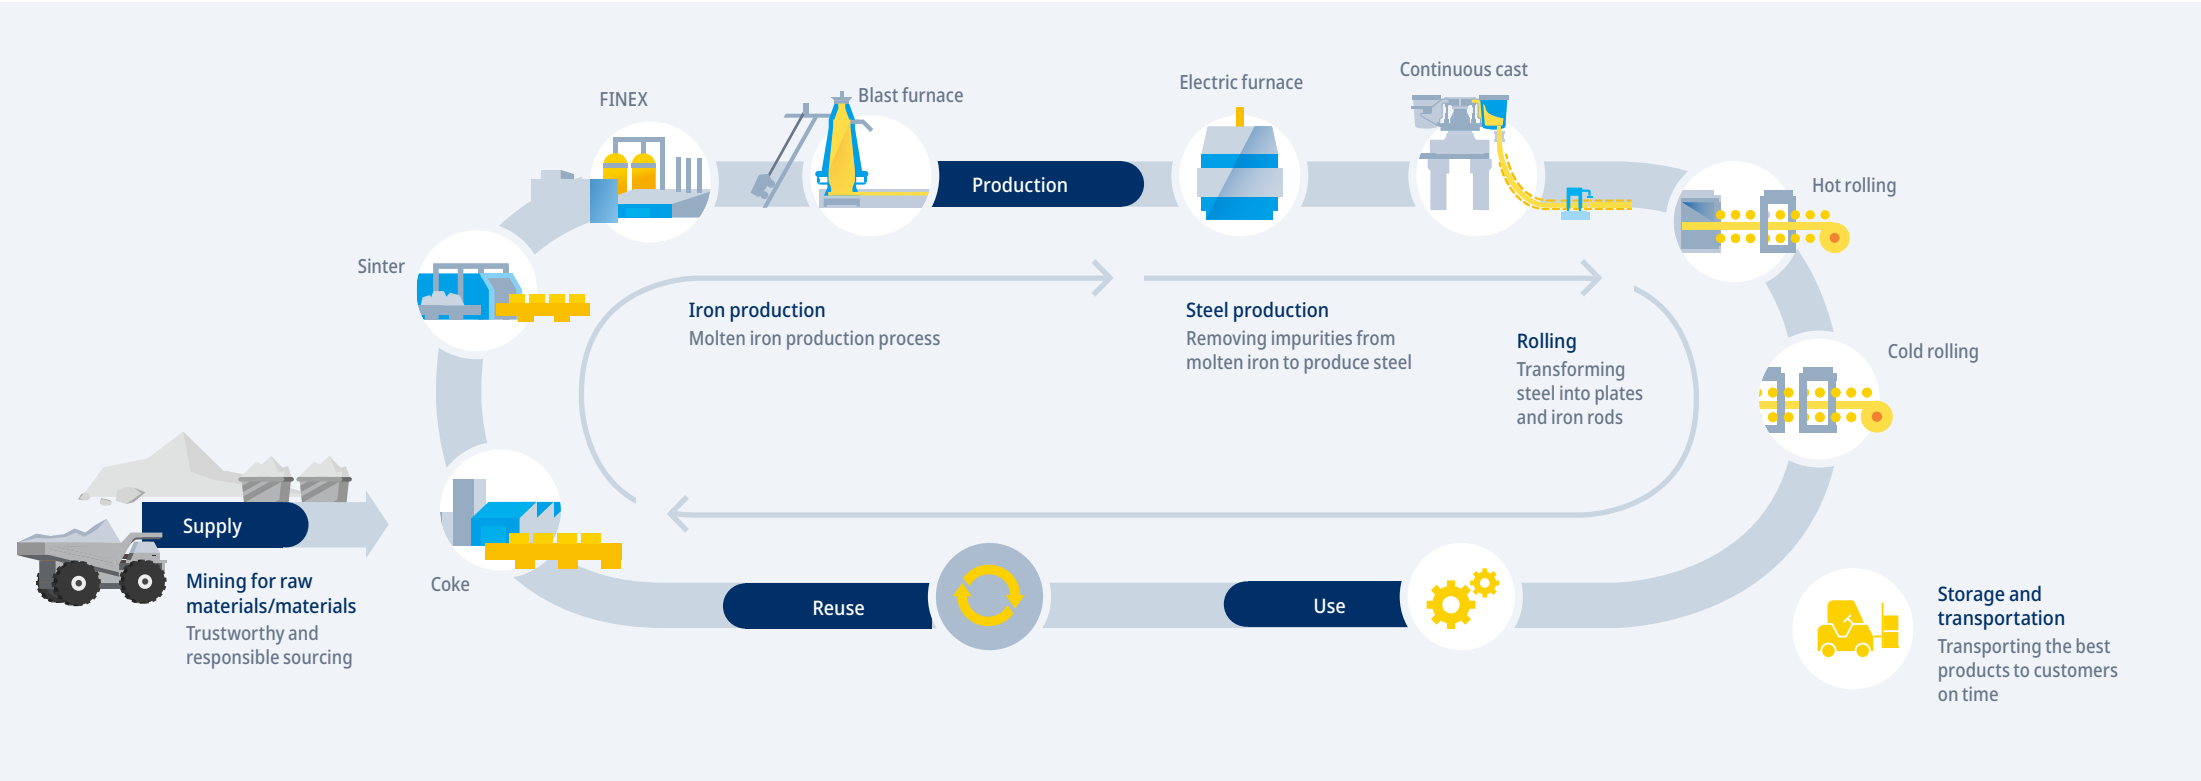 FINEX
Blast furnace
Production
Electric furnace
Continuous cast
Hot rolling
Cold rolling
Sinter
Coke
Iron production
Molten iron production process
Steel production
Removing impurities from
molten iron to produce steel
Rolling
Transforming
steel into plates
and iron rods
Supply
Mining for raw
materials/materials
Trustworthy and
responsible sourcing
Reuse
Use
Storage and
transportation
Transporting the best
products to customers
on time